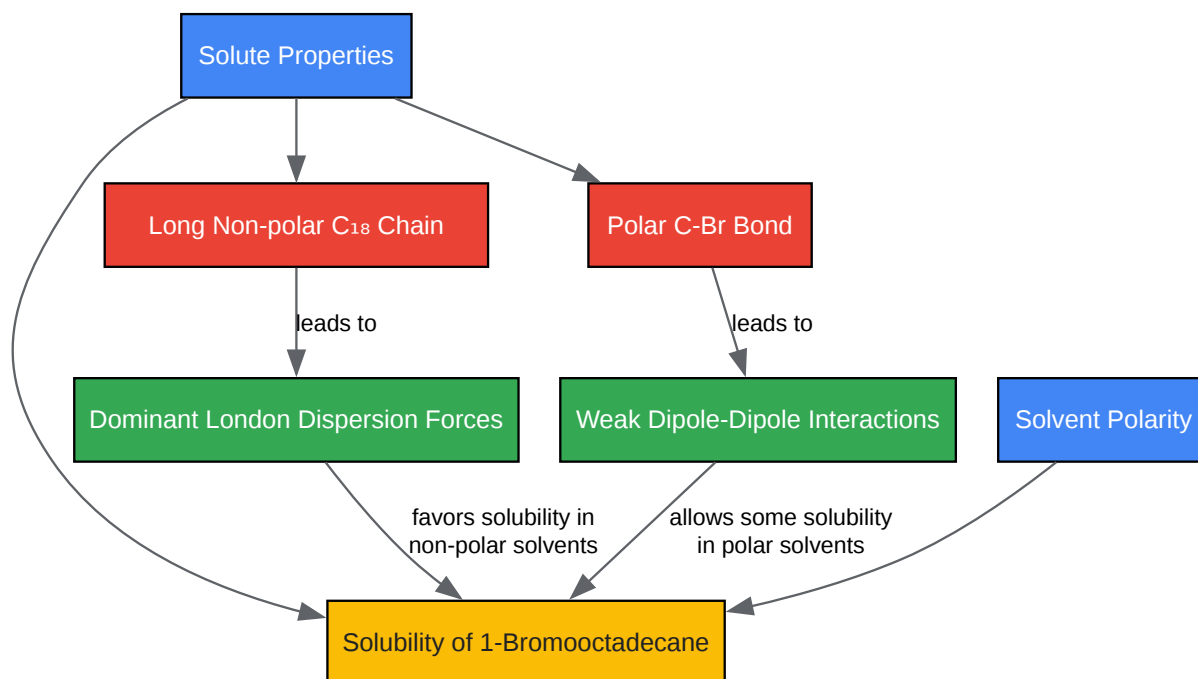 Solute Properties
Long Non-polar C₁₈ Chain
Polar C-Br Bond
leads to
leads to
Dominant London Dispersion Forces
Weak Dipole-Dipole Interactions
Solvent Polarity
favors solubility in
non-polar solvents
allows some solubility
in polar solvents
Solubility of 1-Bromooctadecane